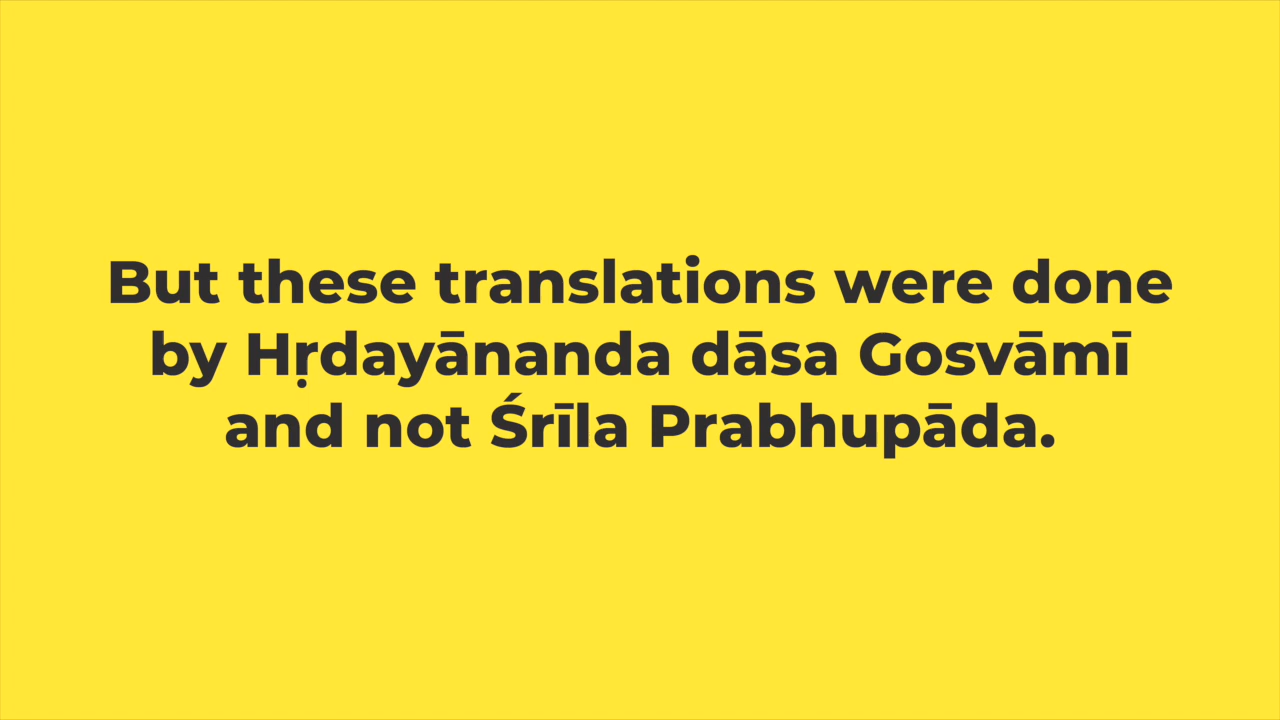 But these translations were done
by Hṛdayānanda dāsa Gosvāmī
and not Śrīla Prabhupāda.